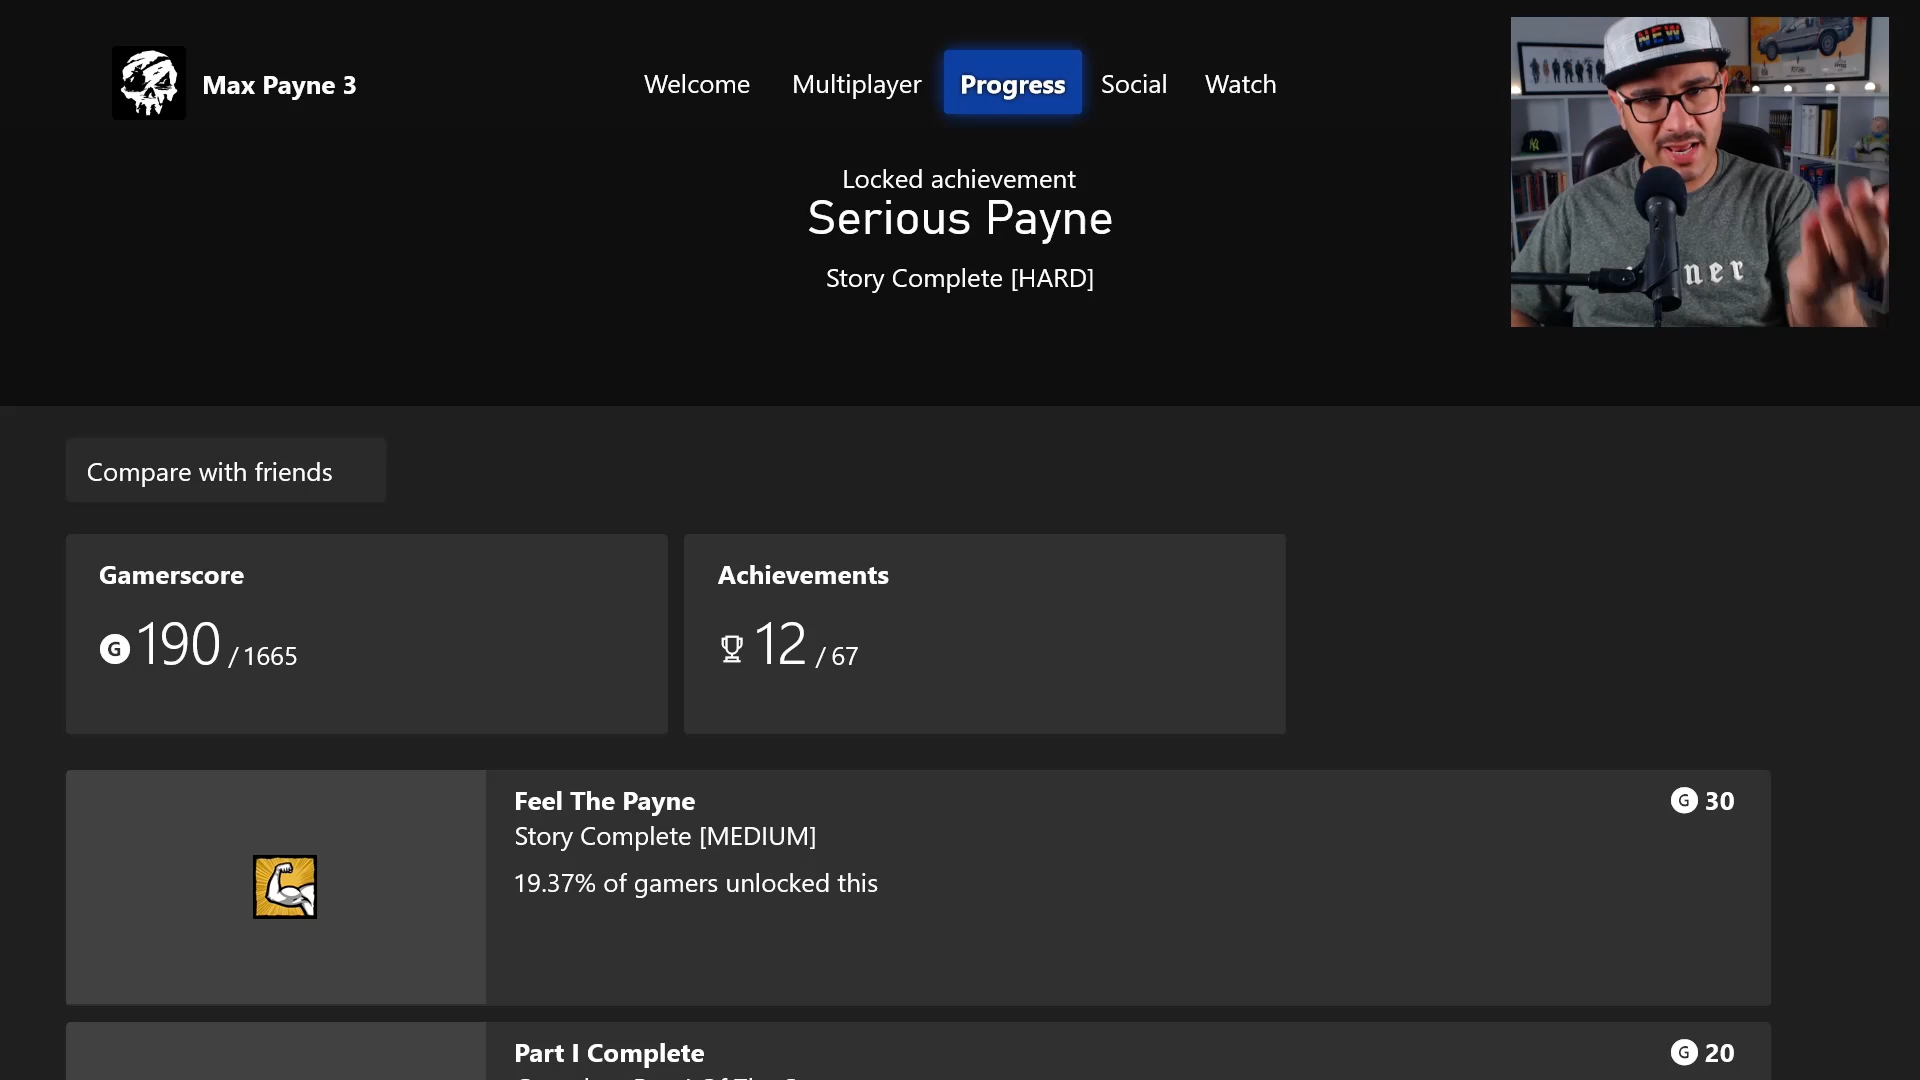 Max Payne 3
Welcome
Multiplayer
Progress
Social
Watch
Locked achievement
Serious Payne
Story Complete [HARD]
NEW
ner
Compare with friends
Gamerscore
G 190 / 1665
Achievements
12 / 67
Feel The Payne
G 30
Story Complete [MEDIUM]
19.37% of gamers unlocked this
Part I Complete
G 20